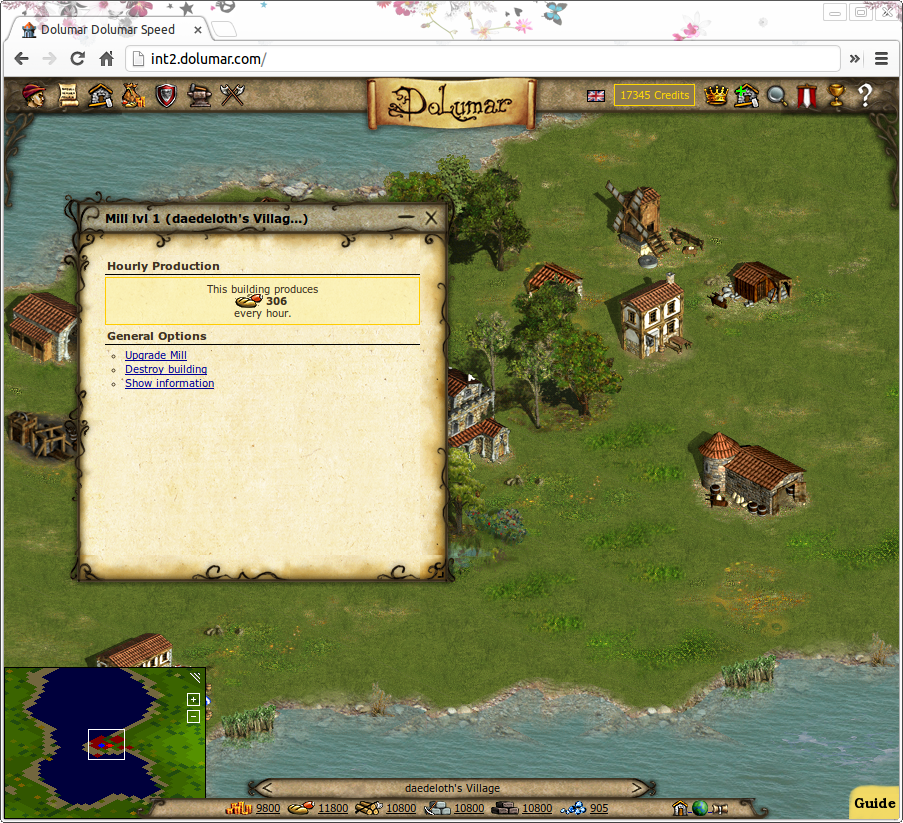 Dolumar Dolumar Speed
int2.dolumar.com/
17345 Credits
DOLUMAR
Mill lvl 1 (daedeloth's Villag...)
Hourly Production
This building produces
306
every hour.
General Options
Upgrade Mill
Destroy building
Show information
daedeloth's Village
9800 11800 10800 10800 10800 905
Guide